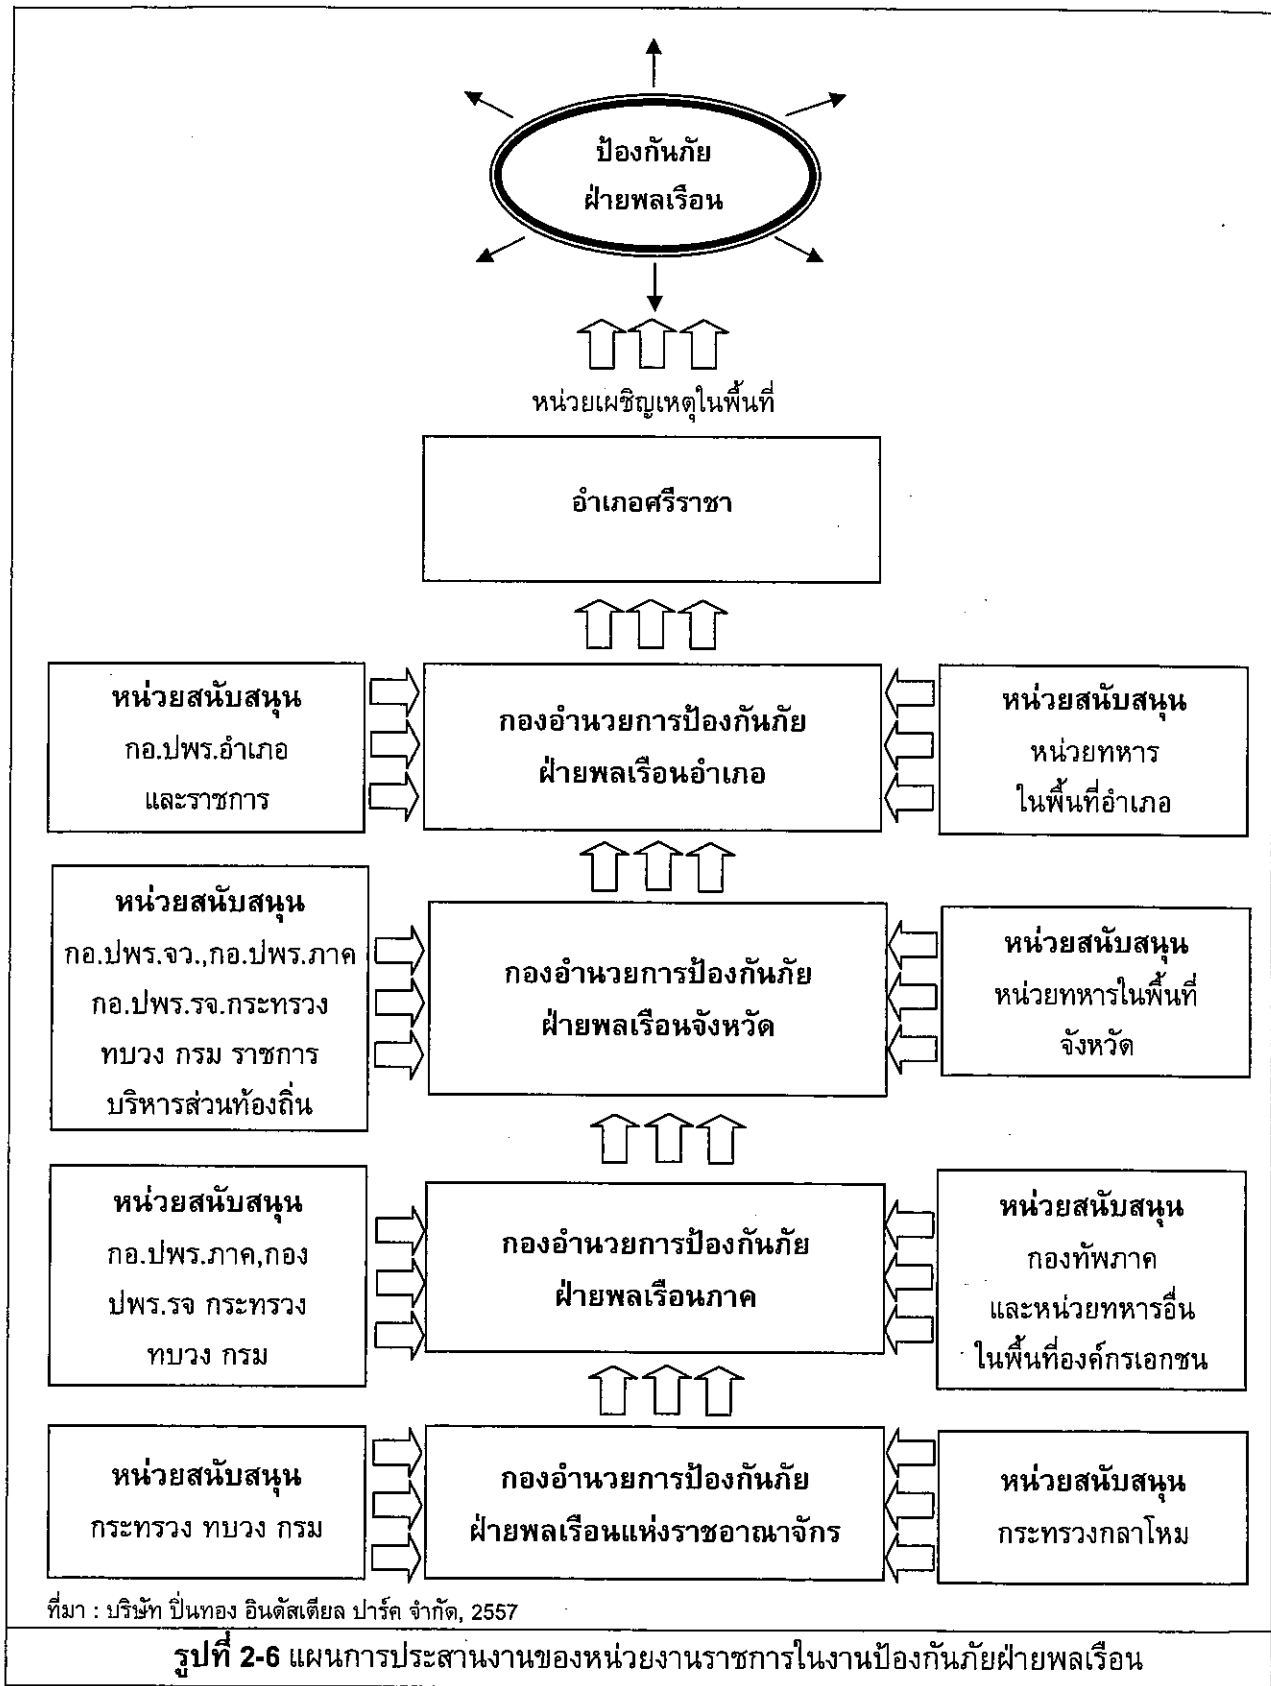 ป้องกันภัย
ฝ่ายพลเรือน
หน่วยเผชิญเหตุในพื้นที่
อำเภอศรีราชา
หน่วยสนับสนุน
กอ.ปพร.อำเภอ
และราชการ
กองอำนวยการป้องกันภัย
ฝ่ายพลเรือนอำเภอ
หน่วยสนับสนุน
หน่วยทหาร
ในพื้นที่อำเภอ
หน่วยสนับสนุน
กอ.ปพร.จว.,กอ.ปพร.ภาค
กอ.ปพร.รจ.กระทรวง
ทบวง กรม ราชการ
บริหารส่วนท้องถิ่น
กองอำนวยการป้องกันภัย
ฝ่ายพลเรือนจังหวัด
หน่วยสนับสนุน
หน่วยทหารในพื้นที่
จังหวัด
หน่วยสนับสนุน
กอ.ปพร.ภาค,กอง
ปพร.รจ กระทรวง
ทบวง กรม
กองอำนวยการป้องกันภัย
ฝ่ายพลเรือนภาค
หน่วยสนับสนุน
กองทัพภาค
และหน่วยทหารอื่น
ในพื้นที่องค์กรเอกชน
หน่วยสนับสนุน
กระทรวง ทบวง กรม
กองอำนวยการป้องกันภัย
ฝ่ายพลเรือนแห่งราชอาณาจักร
หน่วยสนับสนุน
กระทรวงกลาโหม
ที่มา : บริษัท ปิ่นทอง อินดัสเตียล ปาร์ค จำกัด, 2557
รูปที่ 2-6 แผนการประสานงานของหน่วยงานราชการในงานป้องกันภัยฝ่ายพลเรือน